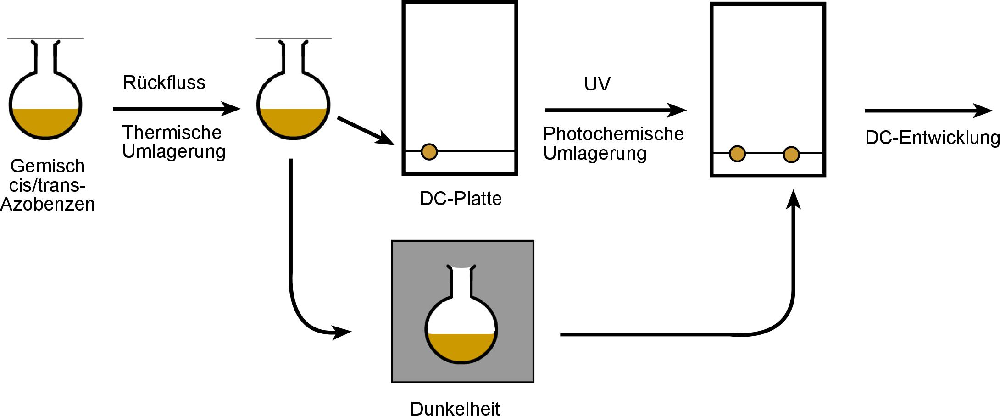 Gemisch
cis/trans-
Azobenzen
Rückfluss
Thermische
Umlagerung
DC-Platte
UV
Photochemische
Umlagerung
DC-Entwicklung
Dunkelheit